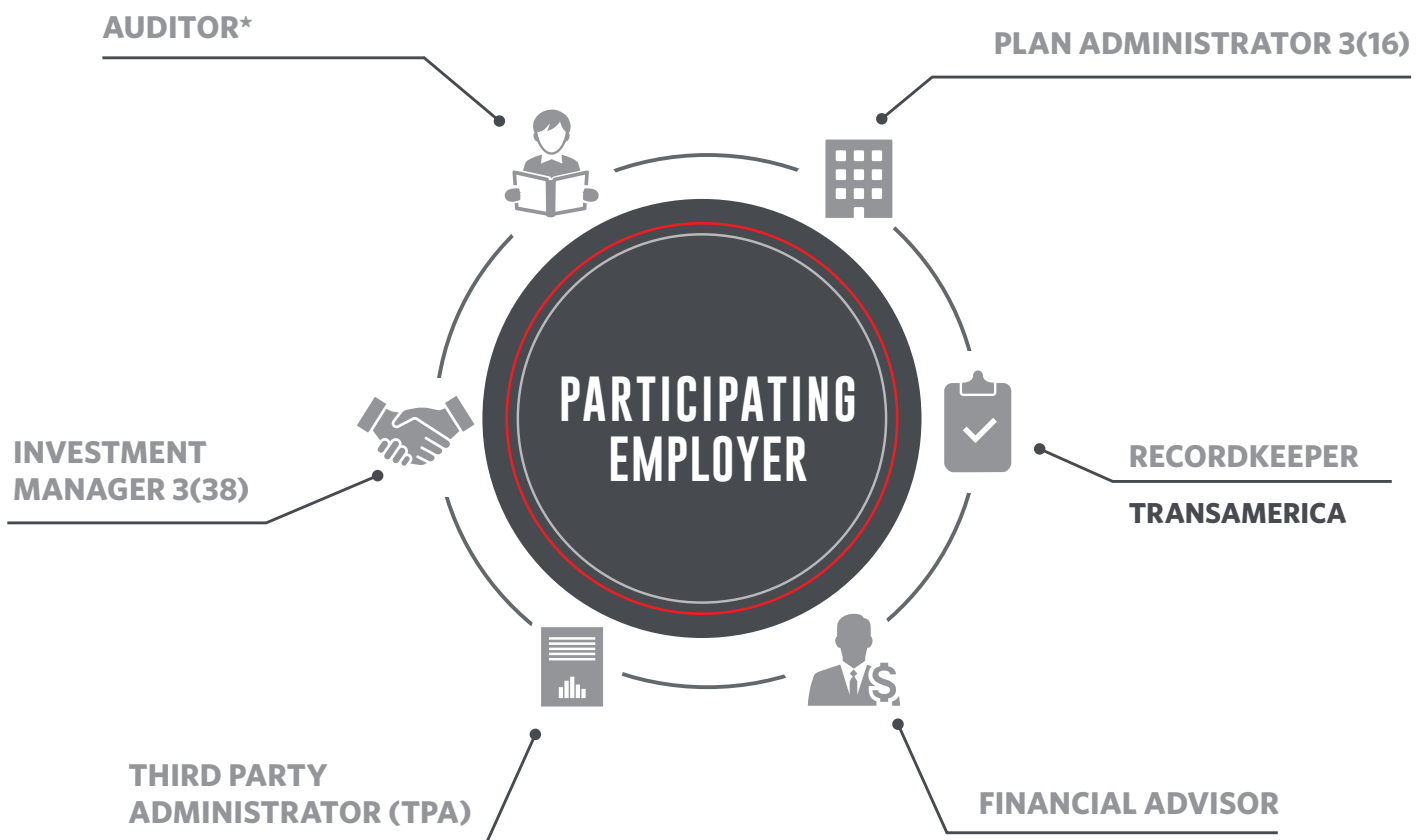 AUDITOR*
PLAN ADMINISTRATOR 3(16)
PARTICIPATING
EMPLOYER
INVESTMENT
MANAGER 3(38)
RECORDKEEPER
TRANSAMERICA
THIRD PARTY
ADMINISTRATOR (TPA)
FINANCIAL ADVISOR
$